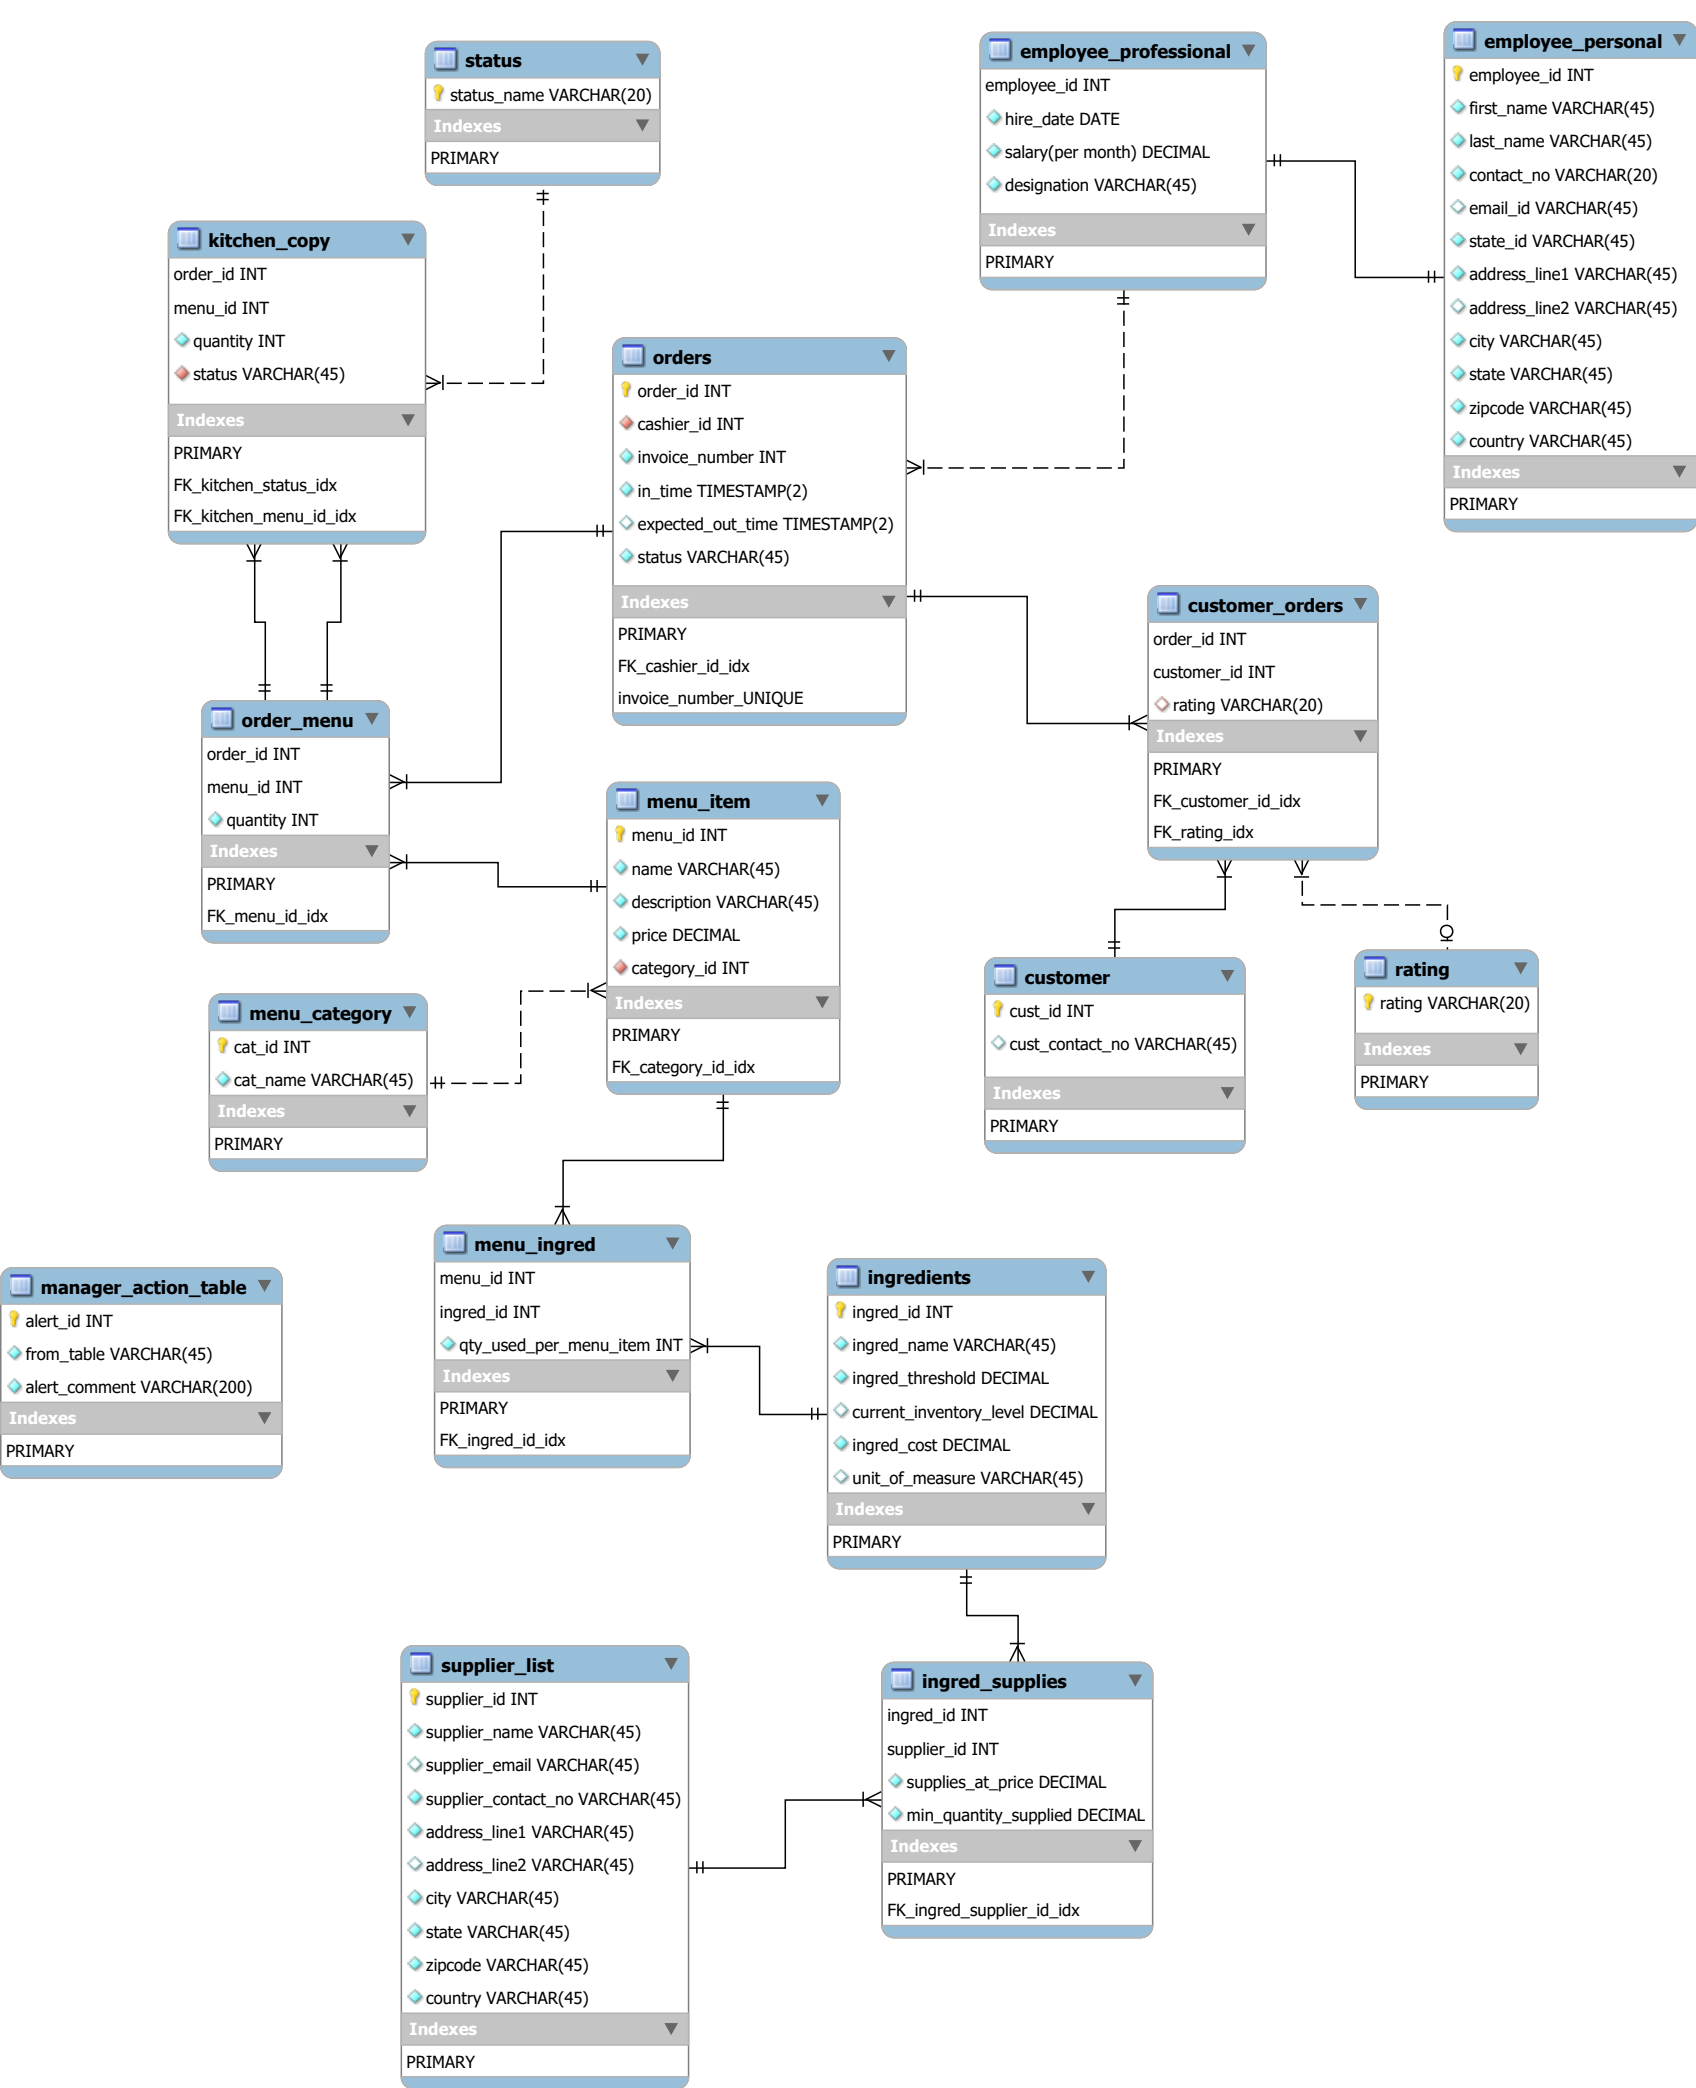 status
status_name VARCHAR(20)
Indexes
PRIMARY
employee_professional
employee_id INT
hire_date DATE
salary(per month) DECIMAL
designation VARCHAR(45)
Indexes
PRIMARY
employee_personal
employee_id INT
first_name VARCHAR(45)
last_name VARCHAR(45)
contact_no VARCHAR(20)
email_id VARCHAR(45)
state_id VARCHAR(45)
address_line1 VARCHAR(45)
address_line2 VARCHAR(45)
city VARCHAR(45)
state VARCHAR(45)
zipcode VARCHAR(45)
country VARCHAR(45)
Indexes
PRIMARY
kitchen_copy
order_id INT
menu_id INT
quantity INT
status VARCHAR(45)
Indexes
PRIMARY
FK_kitchen_status_idx
FK_kitchen_menu_id_idx
orders
order_id INT
cashier_id INT
invoice_number INT
in_time TIMESTAMP(2)
expected_out_time TIMESTAMP(2)
status VARCHAR(45)
Indexes
PRIMARY
FK_cashier_id_idx
invoice_number_UNIQUE
customer_orders
order_id INT
customer_id INT
rating VARCHAR(20)
Indexes
PRIMARY
FK_customer_id_idx
FK_rating_idx
order_menu
order_id INT
menu_id INT
quantity INT
Indexes
PRIMARY
FK_menu_id_idx
menu_item
menu_id INT
name VARCHAR(45)
description VARCHAR(45)
price DECIMAL
category_id INT
Indexes
PRIMARY
FK_category_id_idx
customer
cust_id INT
cust_contact_no VARCHAR(45)
Indexes
PRIMARY
rating
rating VARCHAR(20)
Indexes
PRIMARY
menu_category
cat_id INT
cat_name VARCHAR(45)
Indexes
PRIMARY
menu_ingred
menu_id INT
ingred_id INT
qty_used_per_menu_item INT
Indexes
PRIMARY
FK_ingred_id_idx
manager_action_table
alert_id INT
from_table VARCHAR(45)
alert_comment VARCHAR(200)
Indexes
PRIMARY
ingredients
ingred_id INT
ingred_name VARCHAR(45)
ingred_threshold DECIMAL
current_inventory_level DECIMAL
ingred_cost DECIMAL
unit_of_measure VARCHAR(45)
Indexes
PRIMARY
supplier_list
supplier_id INT
supplier_name VARCHAR(45)
supplier_email VARCHAR(45)
supplier_contact_no VARCHAR(45)
address_line1 VARCHAR(45)
address_line2 VARCHAR(45)
city VARCHAR(45)
state VARCHAR(45)
zipcode VARCHAR(45)
country VARCHAR(45)
Indexes
PRIMARY
ingred_supplies
ingred_id INT
supplier_id INT
supplies_at_price DECIMAL
min_quantity_supplied DECIMAL
Indexes
PRIMARY
FK_ingred_supplier_id_idx